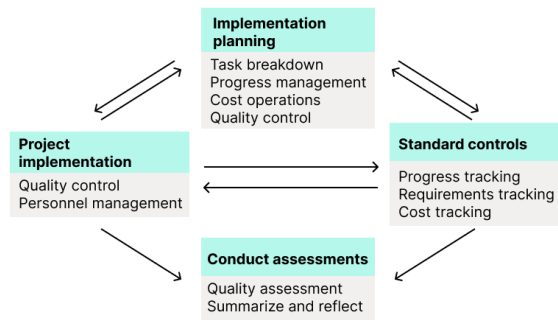 Implementation
planning
Task breakdown
Progress management
Cost operations
Quality control
Project
implementation
Quality control
Personnel management
Standard controls
Progress tracking
Requirements tracking
Cost tracking
Conduct assessments
Quality assessment
Summarize and reflect